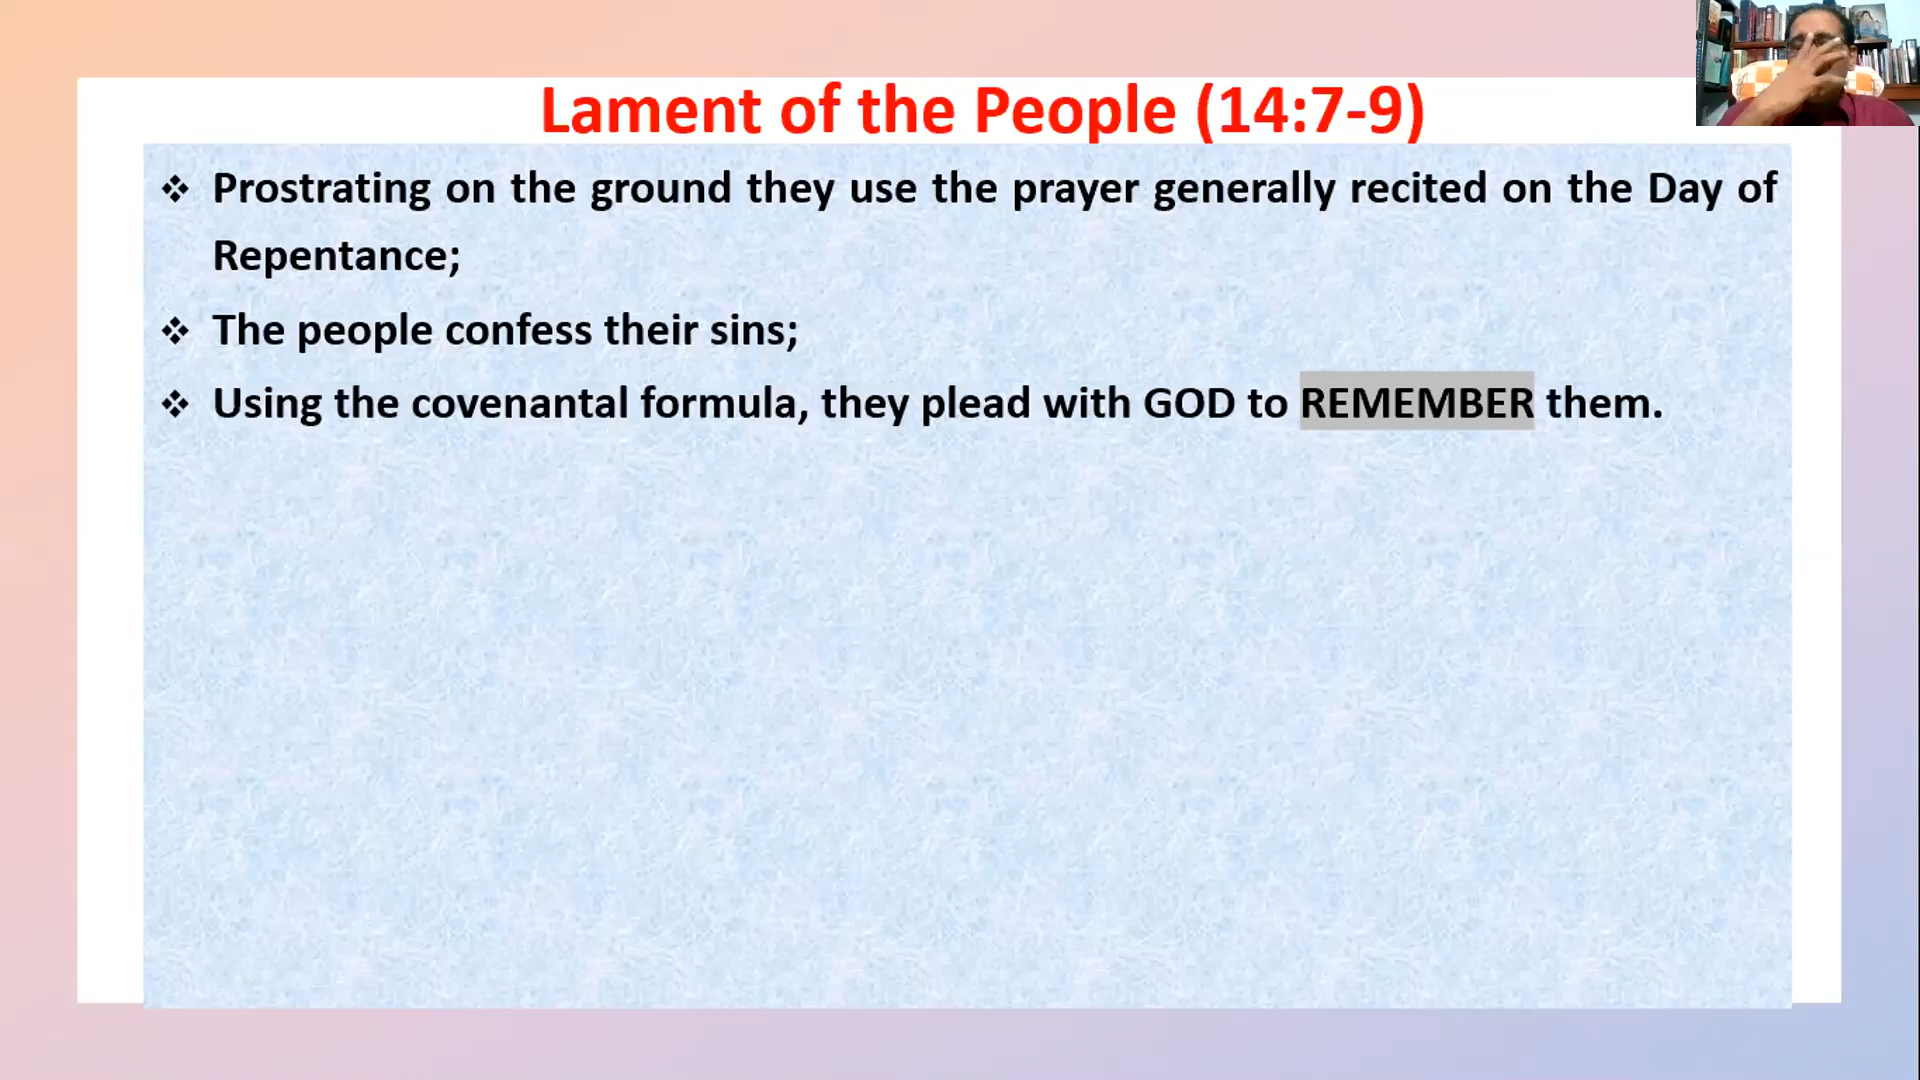 Lament of the People (14:7-9)
❖ Prostrating on the ground they use the prayer generally recited on the Day of
Repentance;
❖ The people confess their sins;
❖ Using the covenantal formula, they plead with GOD to REMEMBER them.